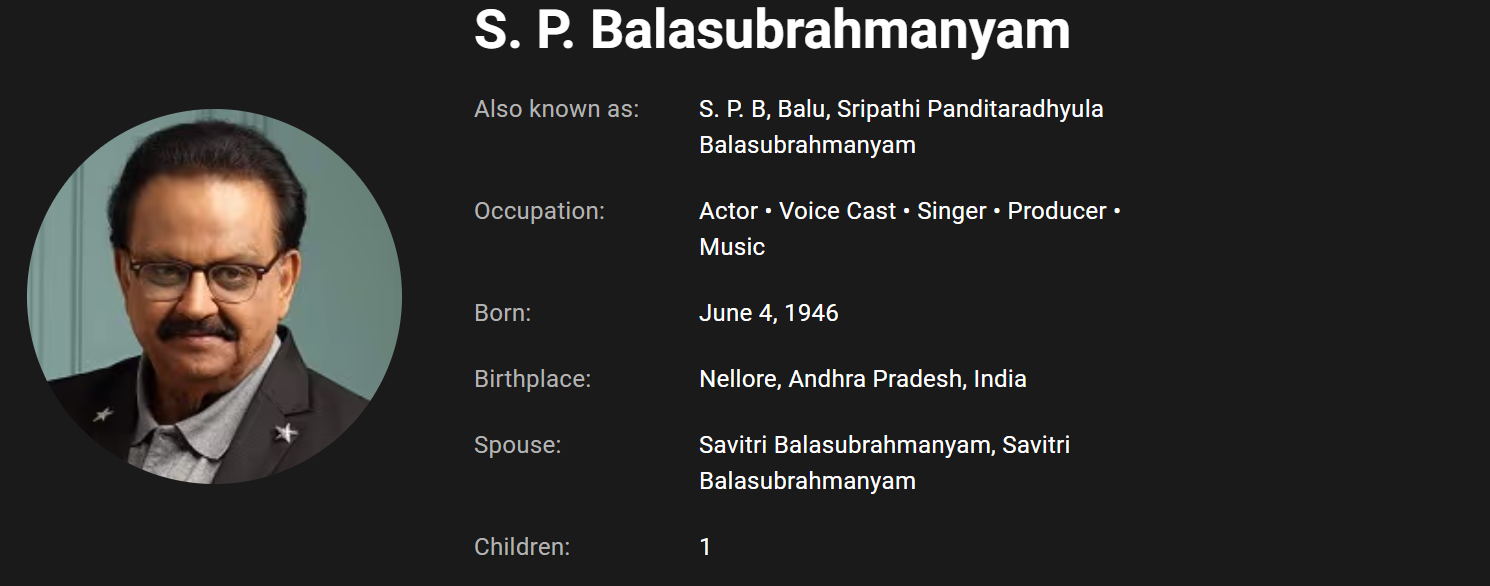 S. P. Balasubrahmanyam
Also known as: S. P. B, Balu, Sripathi Panditaradhyula
Balasubrahmanyam
Occupation: Actor • Voice Cast • Singer • Producer •
Music
Born: June 4, 1946
Birthplace: Nellore, Andhra Pradesh, India
Spouse: Savitri Balasubrahmanyam, Savitri
Balasubrahmanyam
Children: 1